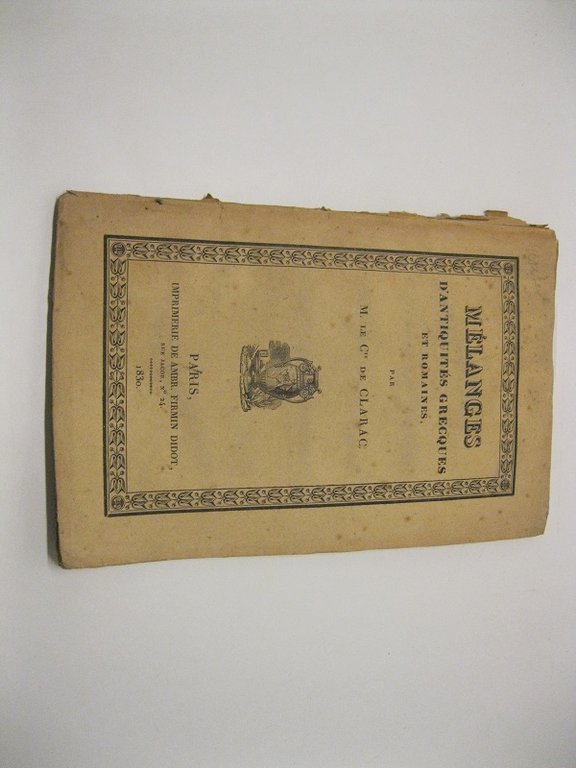 MÉLANGES
D'ANTIQUITÉS GRECQUES
ET ROMAINES,
PAR
M. LE Cte DE CLARAC.
PARIS,
IMPRIMERIE DE AMBR. FIRMIN DIDOT,
RUE JACOB, No 24.
1830.